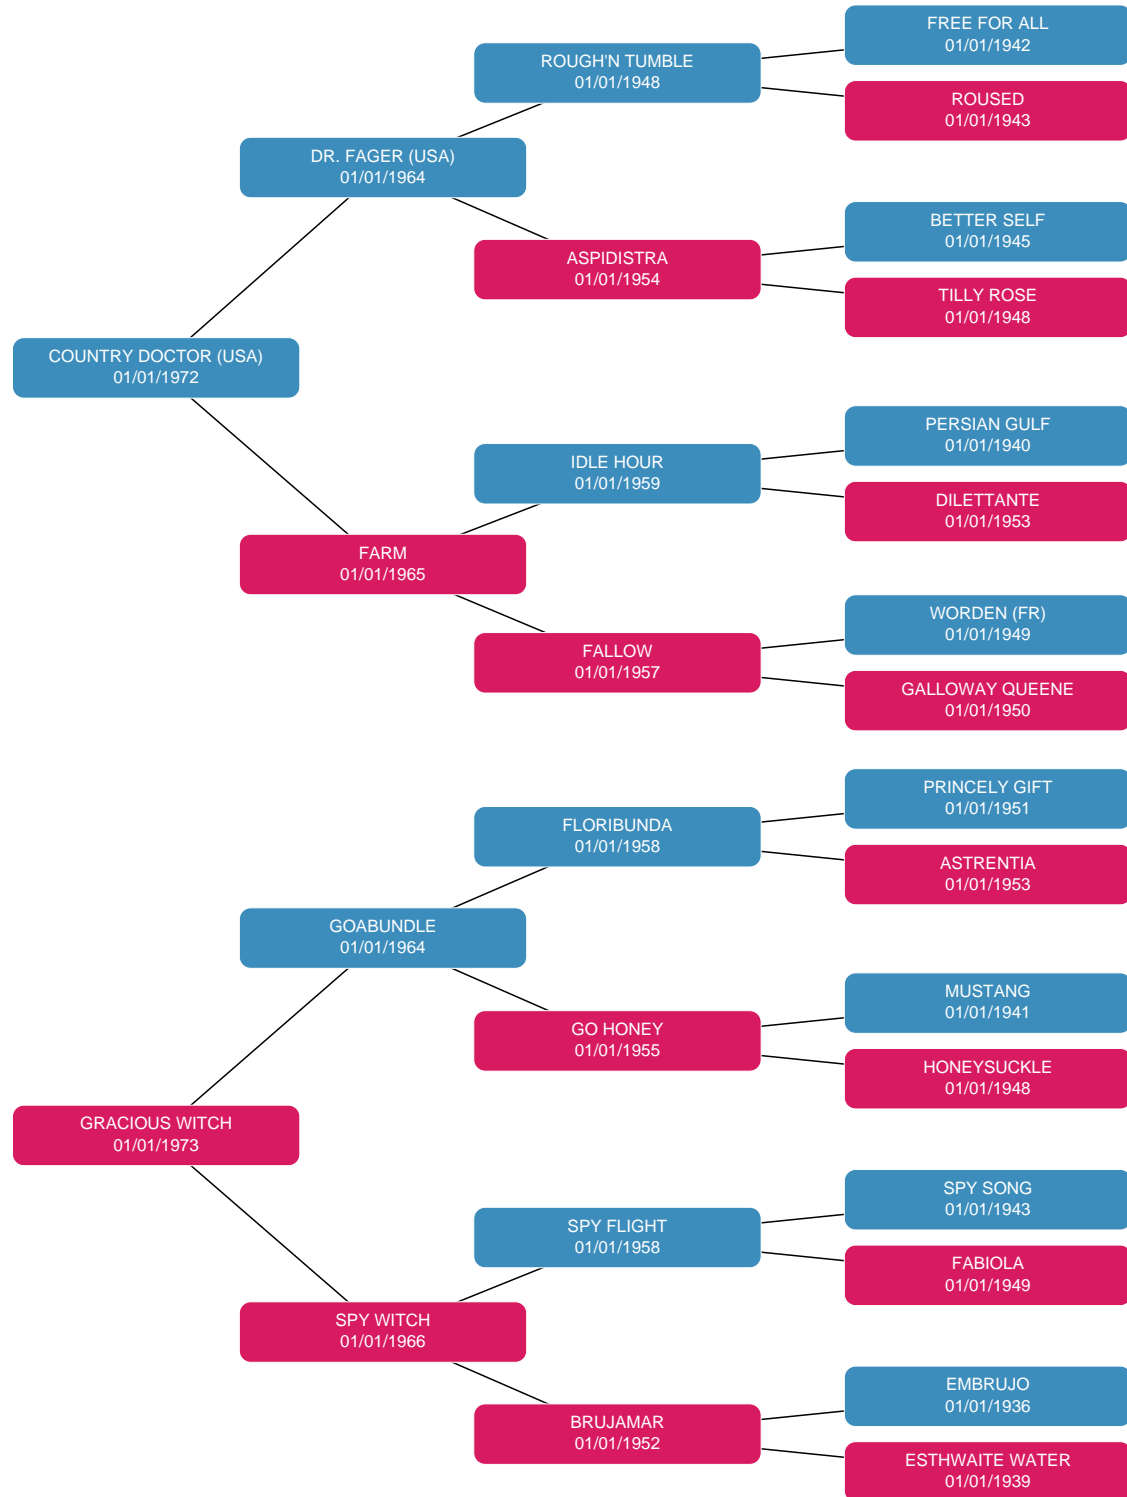 FREE FOR ALL
01/01/1942
ROUGH'N TUMBLE
01/01/1948
ROUSED
01/01/1943
DR. FAGER (USA)
01/01/1964
BETTER SELF
01/01/1945
ASPIDISTRA
01/01/1954
TILLY ROSE
01/01/1948
COUNTRY DOCTOR (USA)
01/01/1972
PERSIAN GULF
01/01/1940
IDLE HOUR
01/01/1959
DILETTANTE
01/01/1953
FARM
01/01/1965
WORDEN (FR)
01/01/1949
FALLOW
01/01/1957
GALLOWAY QUEENE
01/01/1950
PRINCELY GIFT
01/01/1951
FLORIBUNDA
01/01/1958
ASTRENTIA
01/01/1953
GOABUNDLE
01/01/1964
MUSTANG
01/01/1941
GO HONEY
01/01/1955
HONEYSUCKLE
01/01/1948
GRACIOUS WITCH
01/01/1973
SPY SONG
01/01/1943
SPY FLIGHT
01/01/1958
FABIOLA
01/01/1949
SPY WITCH
01/01/1966
EMBRUJO
01/01/1936
BRUJAMAR
01/01/1952
ESTHWAITE WATER
01/01/1939